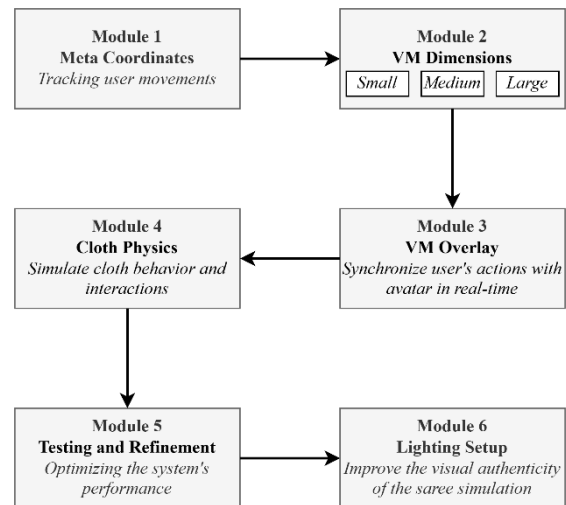 Module 1
Meta Coordinates
Tracking user movements
Module 2
VM Dimensions
Small Medium Large
Module 3
VM Overlay
Synchronize user's actions with
avatar in real-time
Module 4
Cloth Physics
Simulate cloth behavior and
interactions
Module 5
Testing and Refinement
Optimizing the system's
performance
Module 6
Lighting Setup
Improve the visual authenticity
of the saree simulation